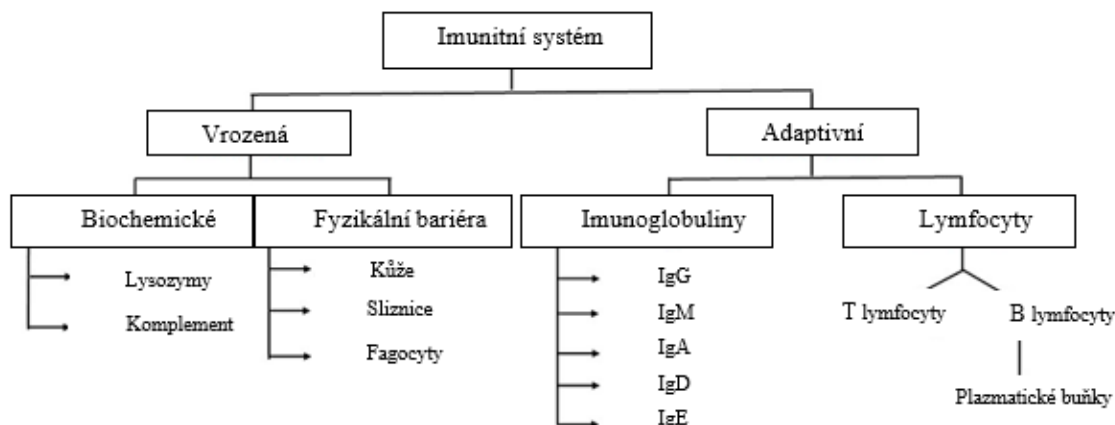 Imunitní systém
Vrozená
Adaptivní
Biochemické
Fyzikální bariéra
Imunoglobuliny
Lymfocyty
Lysozymy
Komplement
Kůže
Sliznice
Fagocyty
IgG
IgM
IgA
IgD
IgE
T lymfocyty
B lymfocyty
Plazmatické buňky